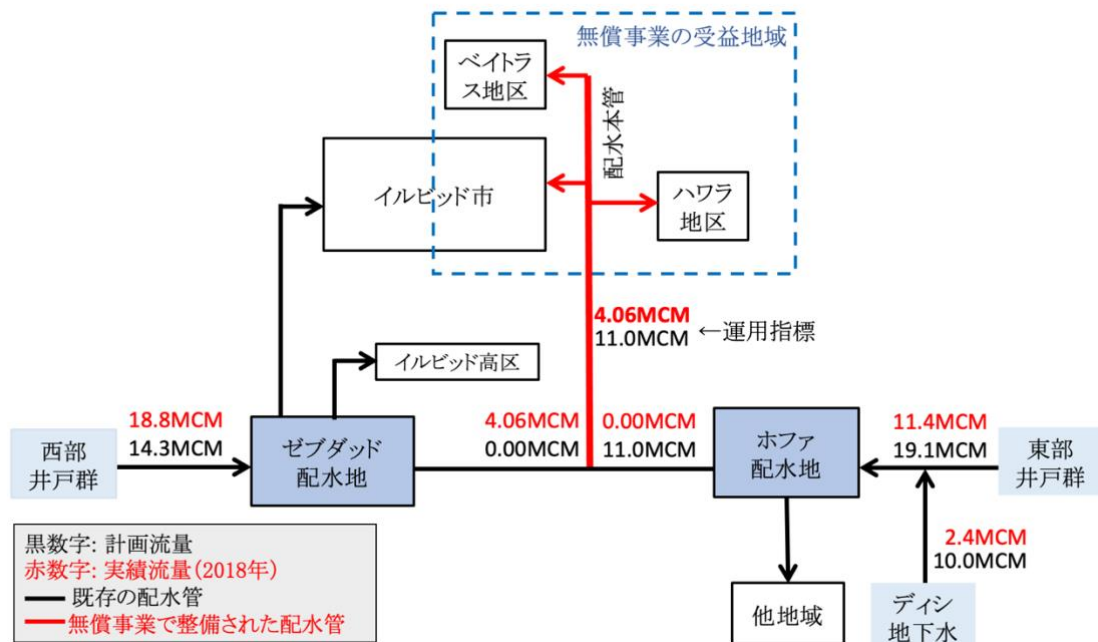 無償事業の受益地域
ベイトラ
ス地区
配水本管
イルビッド市
ハワラ
地区
4.06MCM
11.0MCM ←運用指標
イルビッド高区
18.8MCM
14.3MCM
西部
井戸群
ゼブダッド
配水地
4.06MCM
0.00MCM
0.00MCM
11.0MCM
ホファ
配水地
11.4MCM
19.1MCM
東部
井戸群
2.4MCM
10.0MCM
他地域
ディシ
地下水
黒数字: 計画流量
赤数字: 実績流量(2018年)
既存の配水管
無償事業で整備された配水管